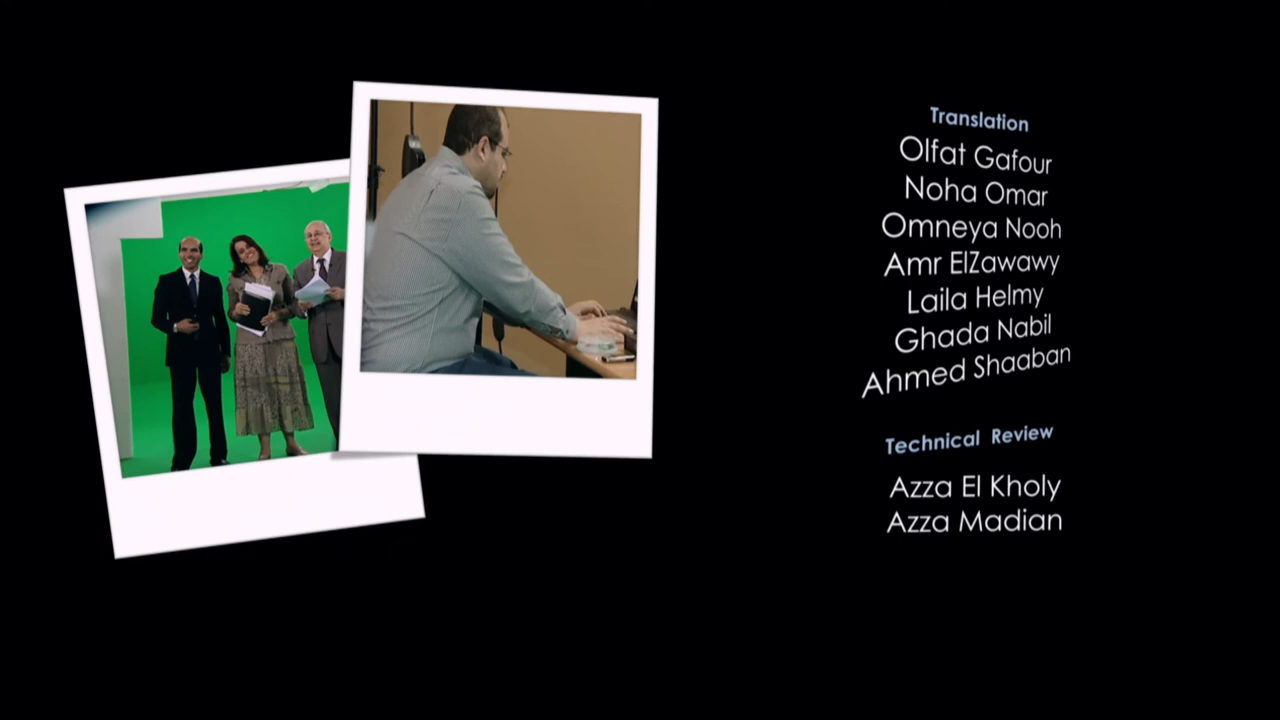 Translation
Olfat Gafour
Noha Omar
Omneya Nooh
Amr ElZawawy
Laila Helmy
Ghada Nabil
Ahmed Shaaban
Technical Review
Azza El Kholy
Azza Madian